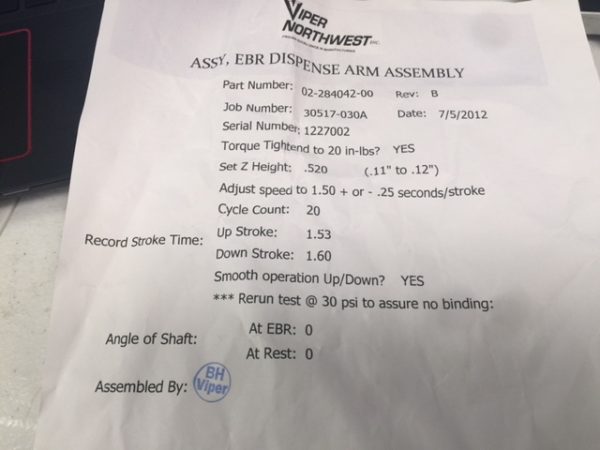 VIPER
NORTHWEST INC.
ASSY, EBR DISPENSE ARM ASSEMBLY
Part Number: 02-284042-00 Rev: B
Job Number: 30517-030A Date: 7/5/2012
Serial Number: 1227002
Torque Tightend to 20 in-lbs? YES
Set Z Height: .520 (.11" to .12")
Adjust speed to 1.50 + or - .25 seconds/stroke
Cycle Count: 20
Record Stroke Time: Up Stroke: 1.53
Down Stroke: 1.60
Smooth operation Up/Down? YES
*** Rerun test @ 30 psi to assure no binding:
Angle of Shaft: At EBR: 0
At Rest: 0
Assembled By: BH
Viper